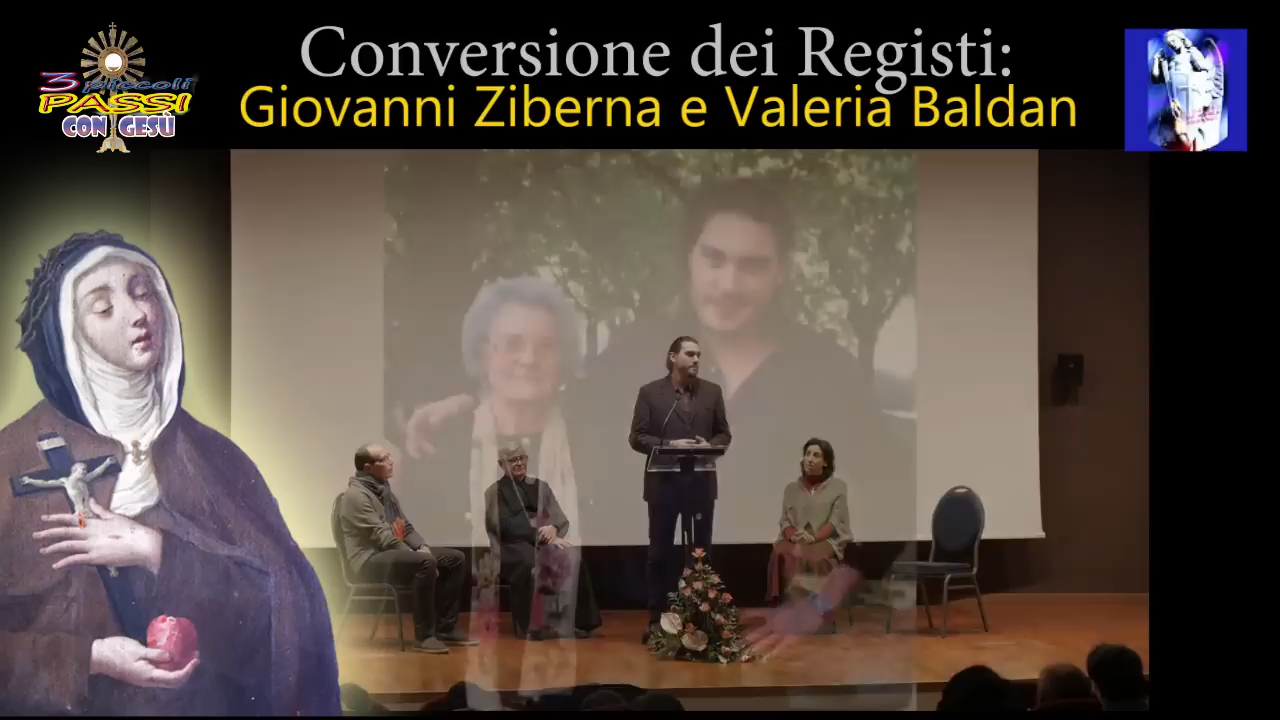 Conversione dei Registi:
Giovanni Ziberna e Valeria Baldan
3 piccoli
PASSI
CON GESÙ